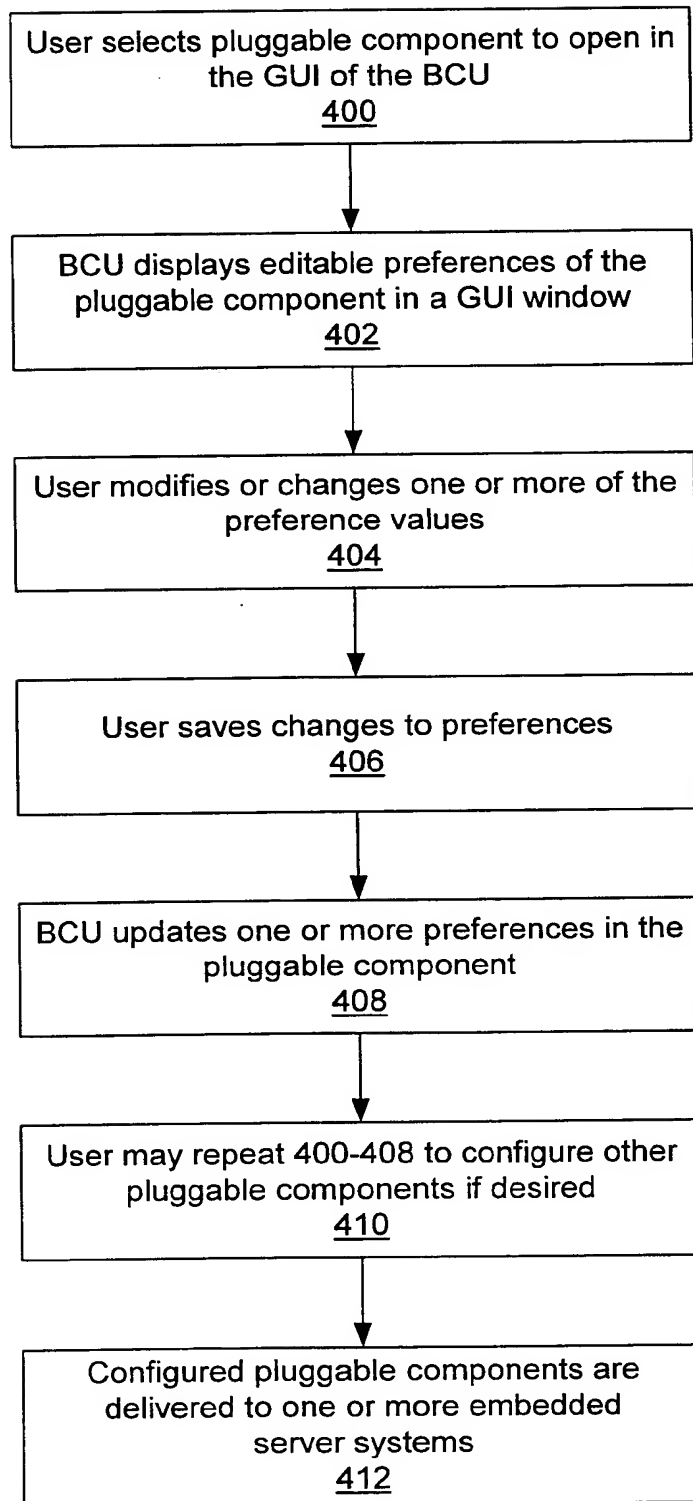 User selects pluggable component to open in
the GUI of the BCU
400
BCU displays editable preferences of the
pluggable component in a GUI window
402
User modifies or changes one or more of the
preference values
404
User saves changes to preferences
406
BCU updates one or more preferences in the
pluggable component
408
User may repeat 400-408 to configure other
pluggable components if desired
410
Configured pluggable components are
delivered to one or more embedded
server systems
412